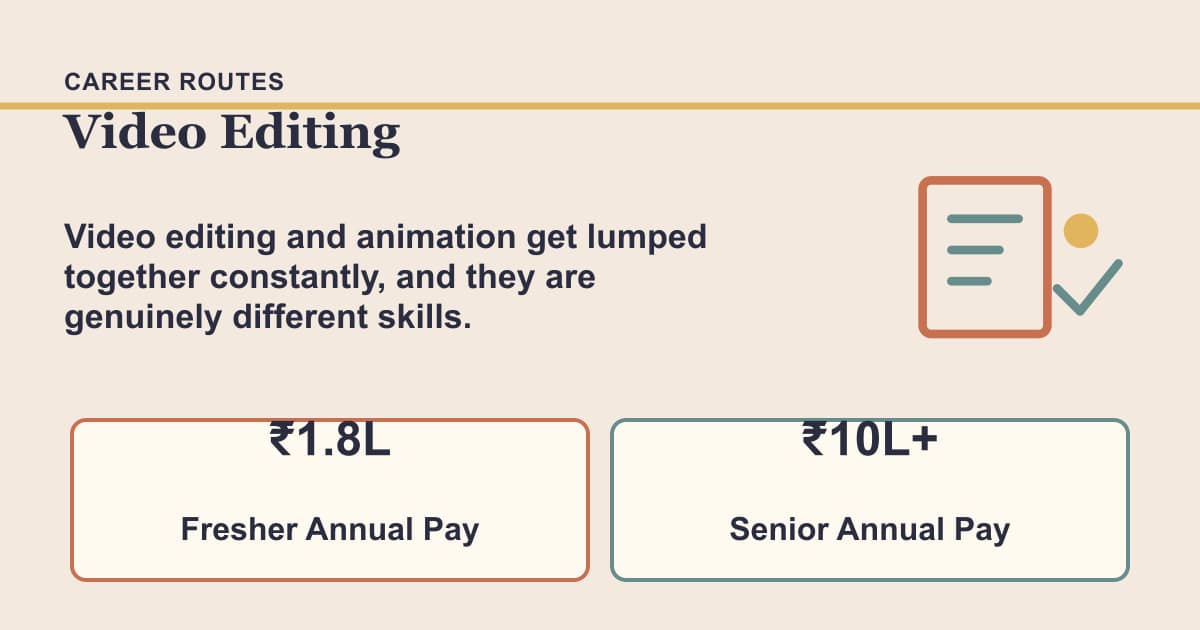 CAREER ROUTES
Video Editing
Video editing and animation get lumped
together constantly, and they are
genuinely different skills.
₹1.8L
₹10L+
Fresher Annual Pay
Senior Annual Pay